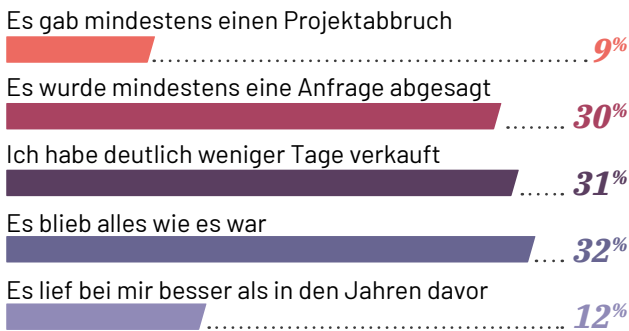 Es gab mindestens einen Projektabbruch
9%
Es wurde mindestens eine Anfrage abgesagt
30%
Ich habe deutlich weniger Tage verkauft
31%
Es blieb alles wie es war
32%
Es lief bei mir besser als in den Jahren davor
12%